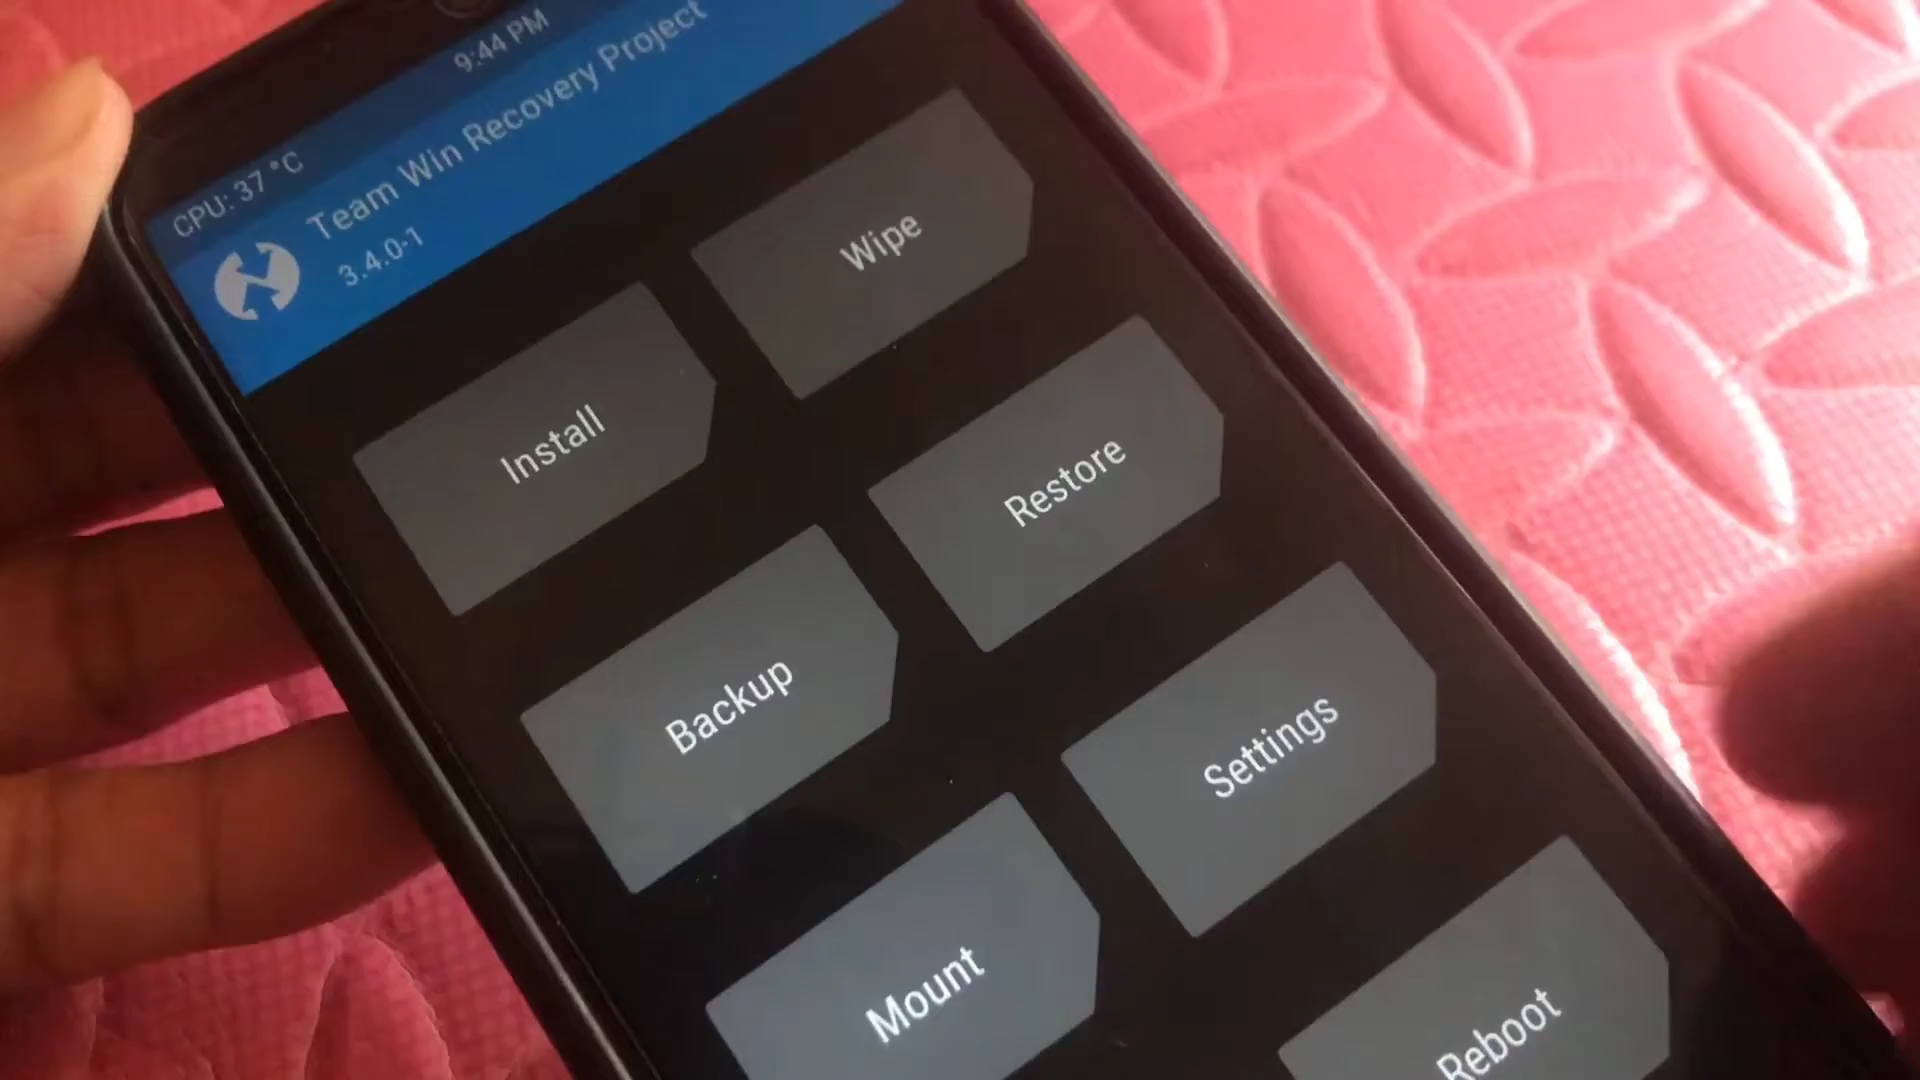 CPU: 37 °C
9:44 PM
Team Win Recovery Project
3.4.0-1
Install
Wipe
Backup
Restore
Mount
Settings
Reboot